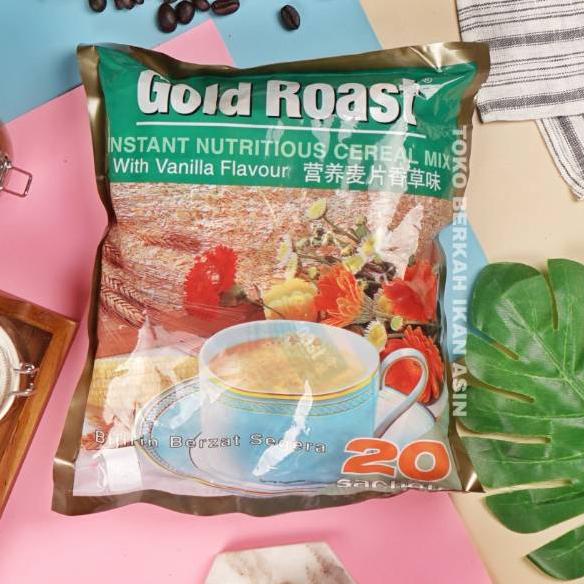 Gold Roast®
INSTANT NUTRITIOUS CEREAL MIX
With Vanilla Flavour 营养麦片香草味
Bijirin Berzat Segera
20
sachets
TOKO BERKAH IKAN ASIN